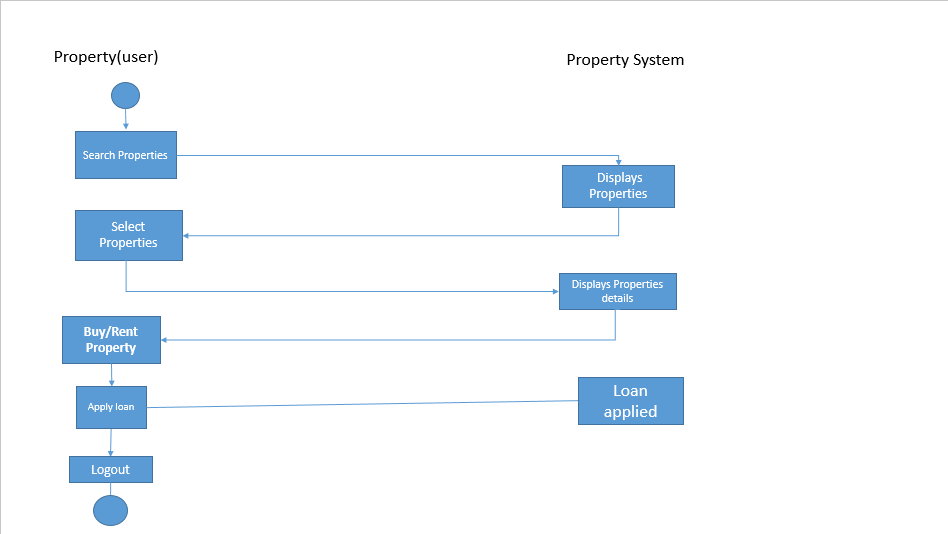 Property(user)
Property System
Search Properties
Displays
Properties
Select
Properties
Displays Properties
details
Buy/Rent
Property
Loan
applied
Apply loan
Logout